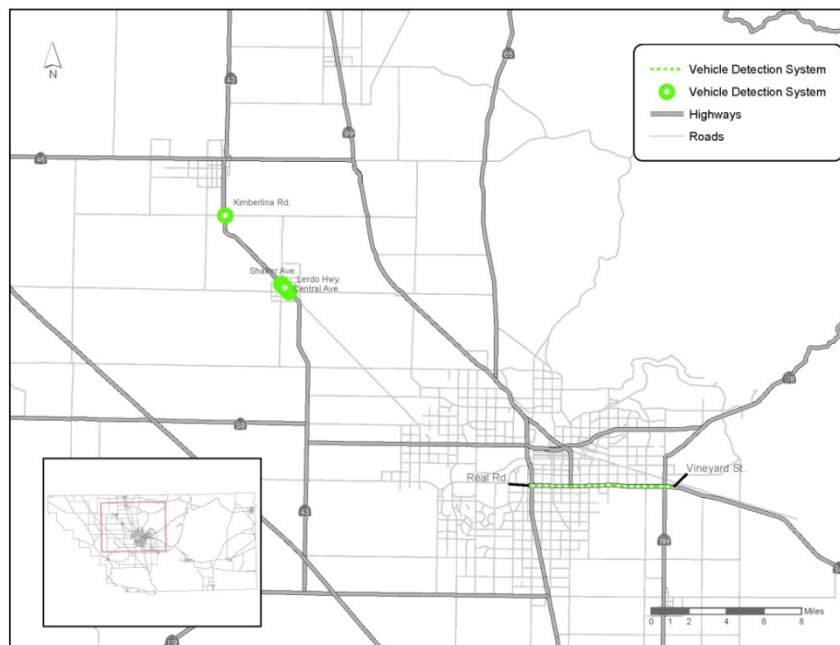 N
65
43
99
46
Vehicle Detection System
Vehicle Detection System
Highways
Roads
Kimberlina Rd.
Shafter Ave.
Lerdo Hwy.
Central Ave.
178
58
43
Real Rd.
Vineyard St.
184
0 1 2 4 6 8 Miles